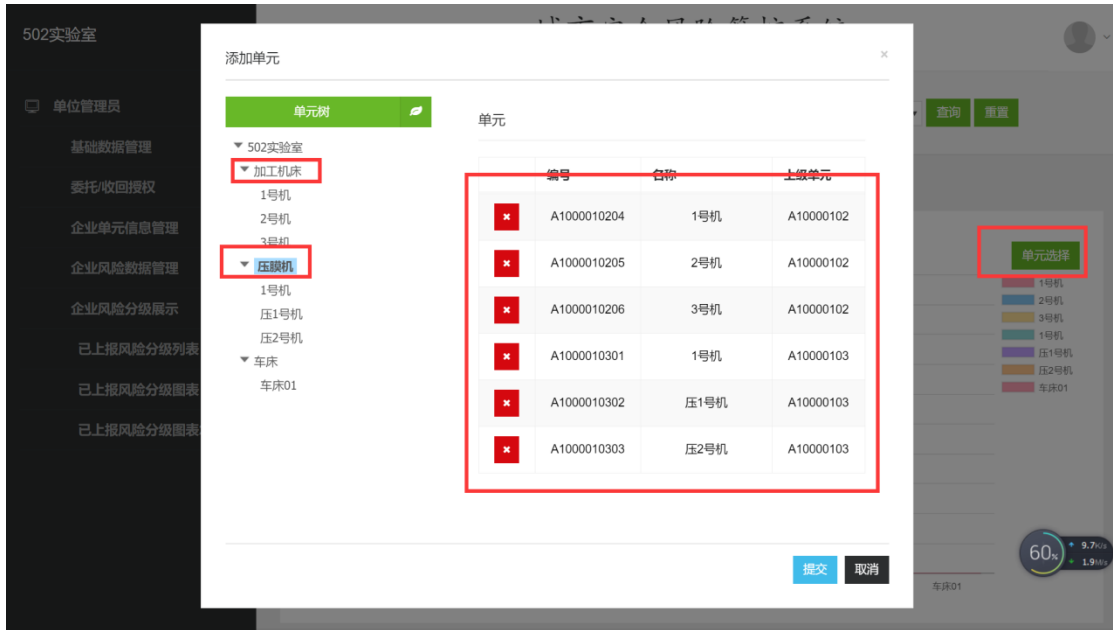 502实验室
单位管理员
基础数据管理
委托/收回授权
企业单元信息管理
企业风险数据管理
企业风险分级展示
已上报风险分级列表
已上报风险分级图表
已上报风险分级图表
添加单元
×
单元树
502实验室
加工机床
1号机
2号机
3号机
压膜机
1号机
压1号机
压2号机
车床
车床01
单元
编号 名称 上级单元
A1000010204 1号机 A10000102
A1000010205 2号机 A10000102
A1000010206 3号机 A10000102
A1000010301 1号机 A10000103
A1000010302 压1号机 A10000103
A1000010303 压2号机 A10000103
提交 取消
查询 重置
单元选择
1号机
2号机
3号机
1号机
压1号机
压2号机
车床01
60%
9.7K/s
1.9M/s
车床01